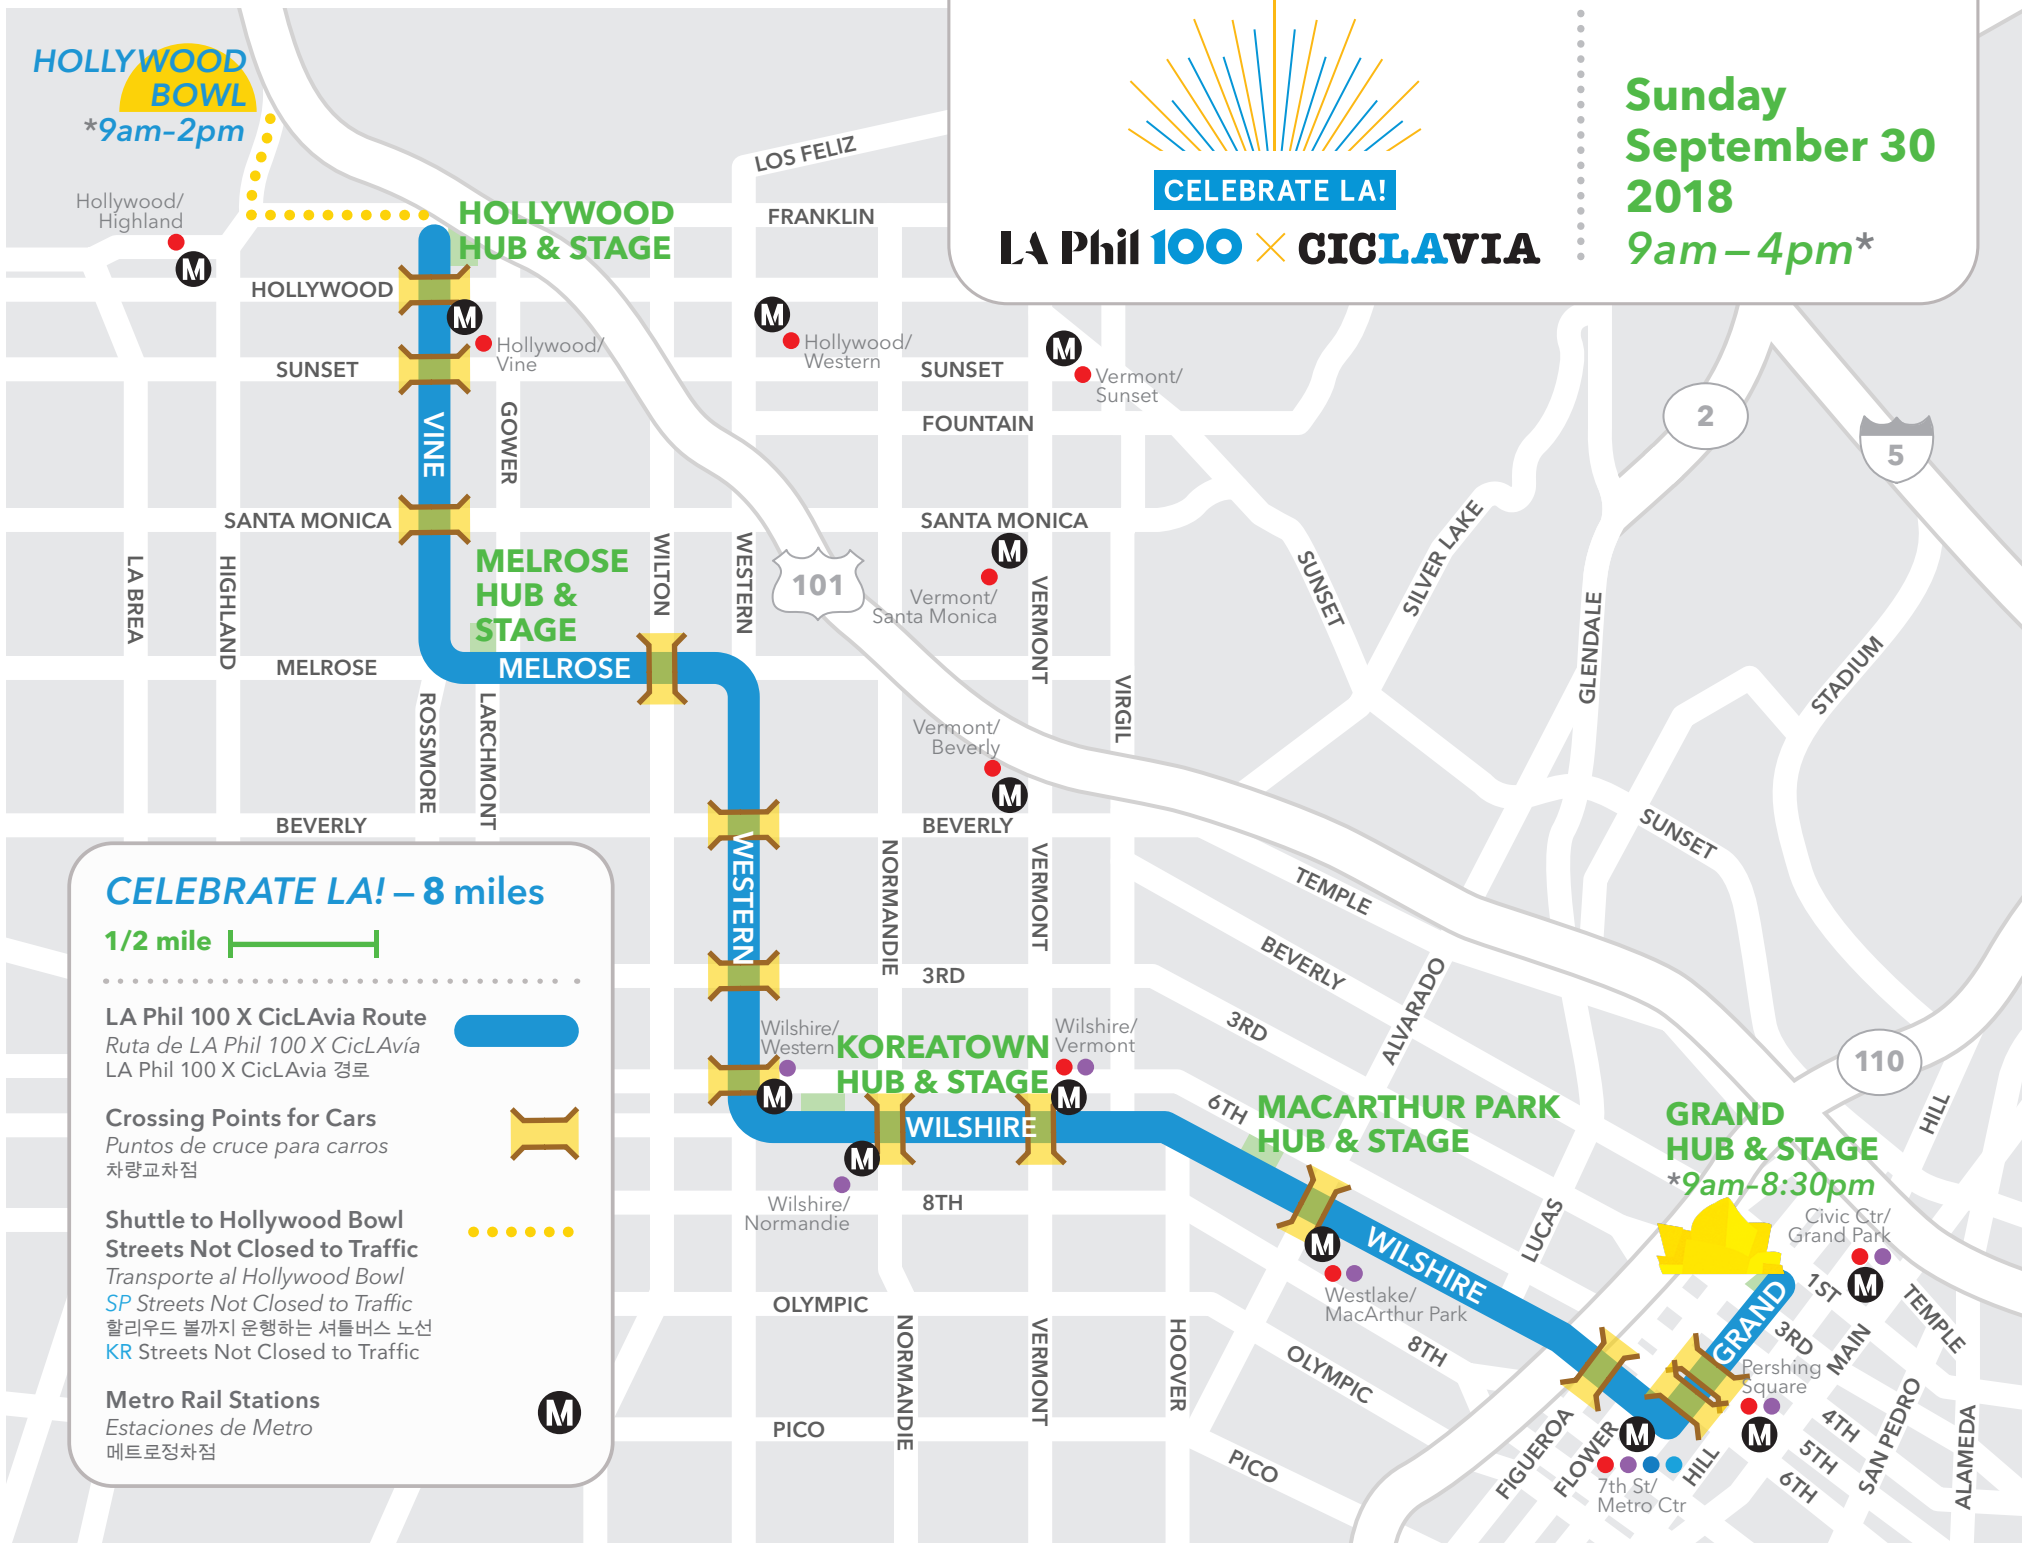 HOLLYWOOD
BOWL
*9am–2pm
CELEBRATE LA!
LA Phil 100 × CICLAVIA
Sunday
September 30
2018
9am – 4pm*
Hollywood/
Highland
M
HOLLYWOOD
HUB & STAGE
LOS FELIZ
FRANKLIN
HOLLYWOOD
M
Hollywood/
Vine
M
Hollywood/
Western
M
Vermont/
Sunset
SUNSET
SUNSET
FOUNTAIN
VINE
GOWER
2
5
SANTA MONICA
SANTA MONICA
M
Vermont/
Santa Monica
LA BREA
HIGHLAND
MELROSE
HUB &
STAGE
WILTON
WESTERN
101
VERMONT
SUNSET
SILVER LAKE
GLENDALE
STADIUM
MELROSE
MELROSE
ROSSMORE
LARCHMONT
VIRGIL
Vermont/
Beverly
M
BEVERLY
BEVERLY
SUNSET
WESTERN
NORMANDIE
VERMONT
TEMPLE
BEVERLY
3RD
3RD
ALVARADO
Wilshire/
Western
M
KOREATOWN
HUB & STAGE
Wilshire/
Vermont
M
WILSHIRE
M
Wilshire/
Normandie
8TH
6TH
MACARTHUR PARK
HUB & STAGE
110
HILL
GRAND
HUB & STAGE
*9am–8:30pm
Civic Ctr/
Grand Park
M
LUCAS
M
Westlake/
MacArthur Park
WILSHIRE
GRAND
1ST
TEMPLE
3RD
MAIN
OLYMPIC
OLYMPIC
8TH
NORMANDIE
VERMONT
HOOVER
Pershing
Square
M
4TH
5TH
6TH
SAN PEDRO
ALAMEDA
PICO
PICO
FIGUEROA
FLOWER
HILL
M
7th St/
Metro Ctr
CELEBRATE LA! – 8 miles
1/2 mile
LA Phil 100 X CicLAvia Route
Ruta de LA Phil 100 X CicLAvía
LA Phil 100 X CicLAvia 경로
Crossing Points for Cars
Puntos de cruce para carros
차량교차점
Shuttle to Hollywood Bowl
Streets Not Closed to Traffic
Transporte al Hollywood Bowl
SP Streets Not Closed to Traffic
할리우드 볼까지 운행하는 셔틀버스 노선
KR Streets Not Closed to Traffic
Metro Rail Stations
Estaciones de Metro
메트로정차점
M